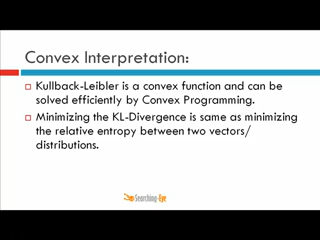 Convex Interpretation:
Kullback-Leibler is a convex function and can be
solved efficiently by Convex Programming.
Minimizing the KL-Divergence is same as minimizing
the relative entropy between two vectors/
distributions.
Searching-Eye